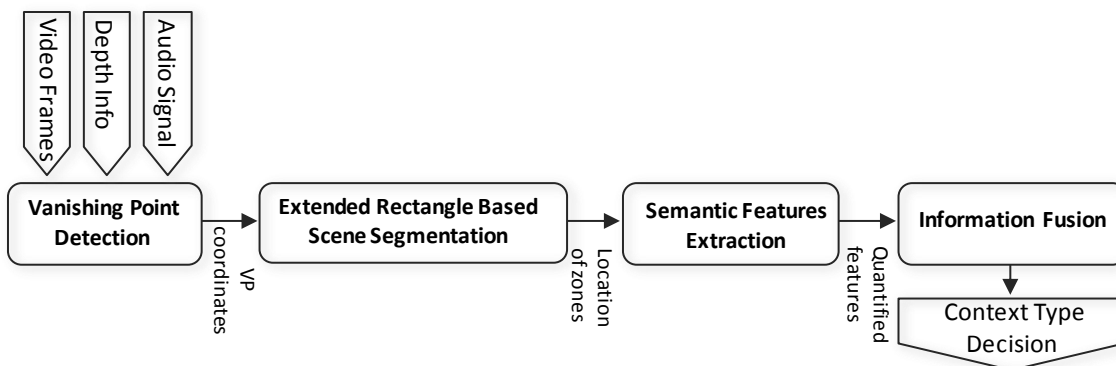 Video Frames
Depth Info
Audio Signal
Vanishing Point
Detection
VP
coordinates
Extended Rectangle Based
Scene Segmentation
Location
of zones
Semantic Features
Extraction
Quantified
features
Information Fusion
Context Type
Decision